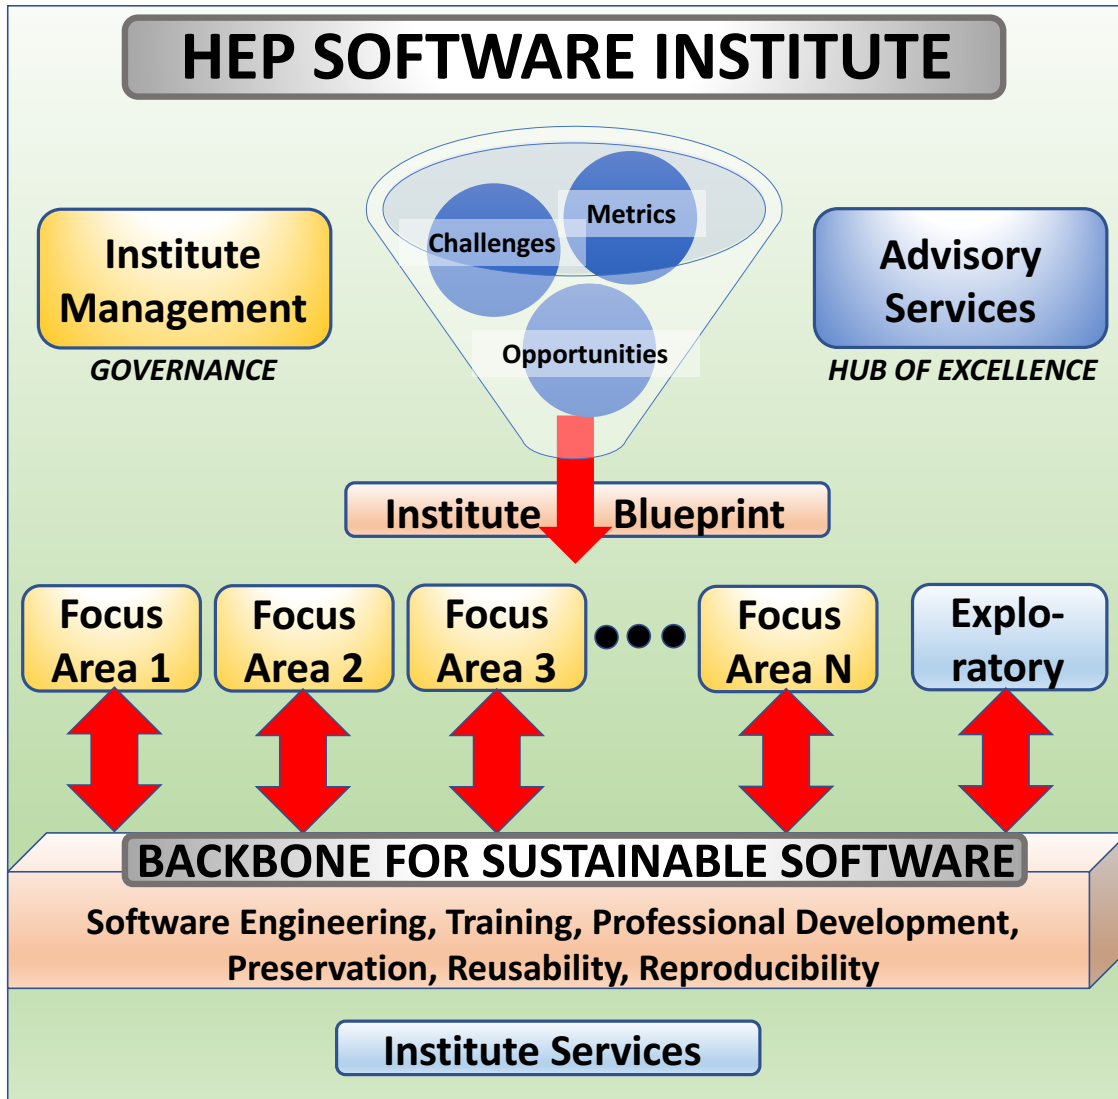 HEP SOFTWARE INSTITUTE
Metrics
Challenges
Opportunities
Institute
Management
GOVERNANCE
Advisory
Services
HUB OF EXCELLENCE
Institute Blueprint
Focus
Area 1
Focus
Area 2
Focus
Area 3
Focus
Area N
Explo-
ratory
BACKBONE FOR SUSTAINABLE SOFTWARE
Software Engineering, Training, Professional Development,
Preservation, Reusability, Reproducibility
Institute Services